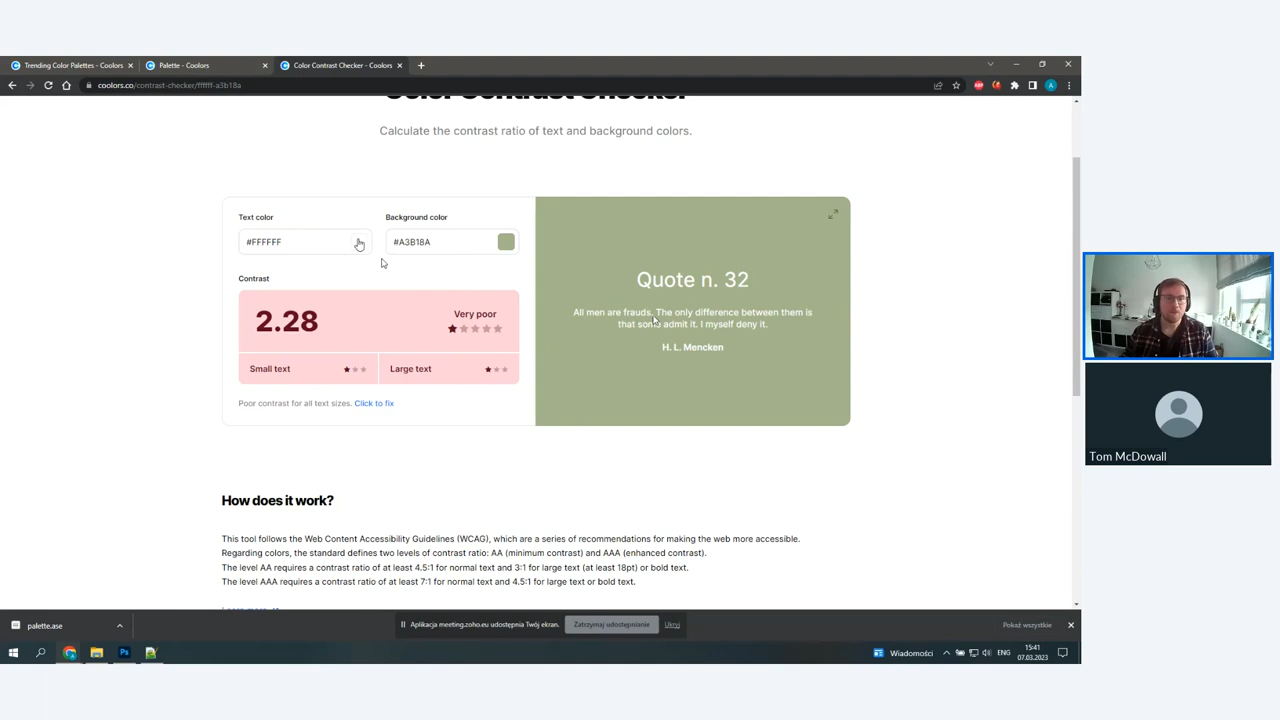 Trending Color Palettes - Coolors
Palette - Coolors
Color Contrast Checker - Coolors
coolors.co/contrast-checker/ffffff-a3b18a
Color Contrast Checker
Calculate the contrast ratio of text and background colors.
Text color
Background color
#FFFFFF
#A3B18A
Contrast
2.28
Very poor
Small text
Large text
Poor contrast for all text sizes. Click to fix
Quote n. 32
All men are frauds. The only difference between them is
that some admit it. I myself deny it.
H. L. Mencken
How does it work?
This tool follows the Web Content Accessibility Guidelines (WCAG), which are a series of recommendations for making the web more accessible.
Regarding colors, the standard defines two levels of contrast ratio: AA (minimum contrast) and AAA (enhanced contrast).
The level AA requires a contrast ratio of at least 4.5:1 for normal text and 3:1 for large text (at least 18pt) or bold text.
The level AAA requires a contrast ratio of at least 7:1 for normal text and 4.5:1 for large text or bold text.
palette.ase
Aplikacja meeting.zoho.eu udostępnia Twój ekran.
Zatrzymaj udostępnianie
Ukryj
Pokaż wszystkie
Ps
Wiadomości
ENG
15:41
07.03.2023
A
Tom McDowall